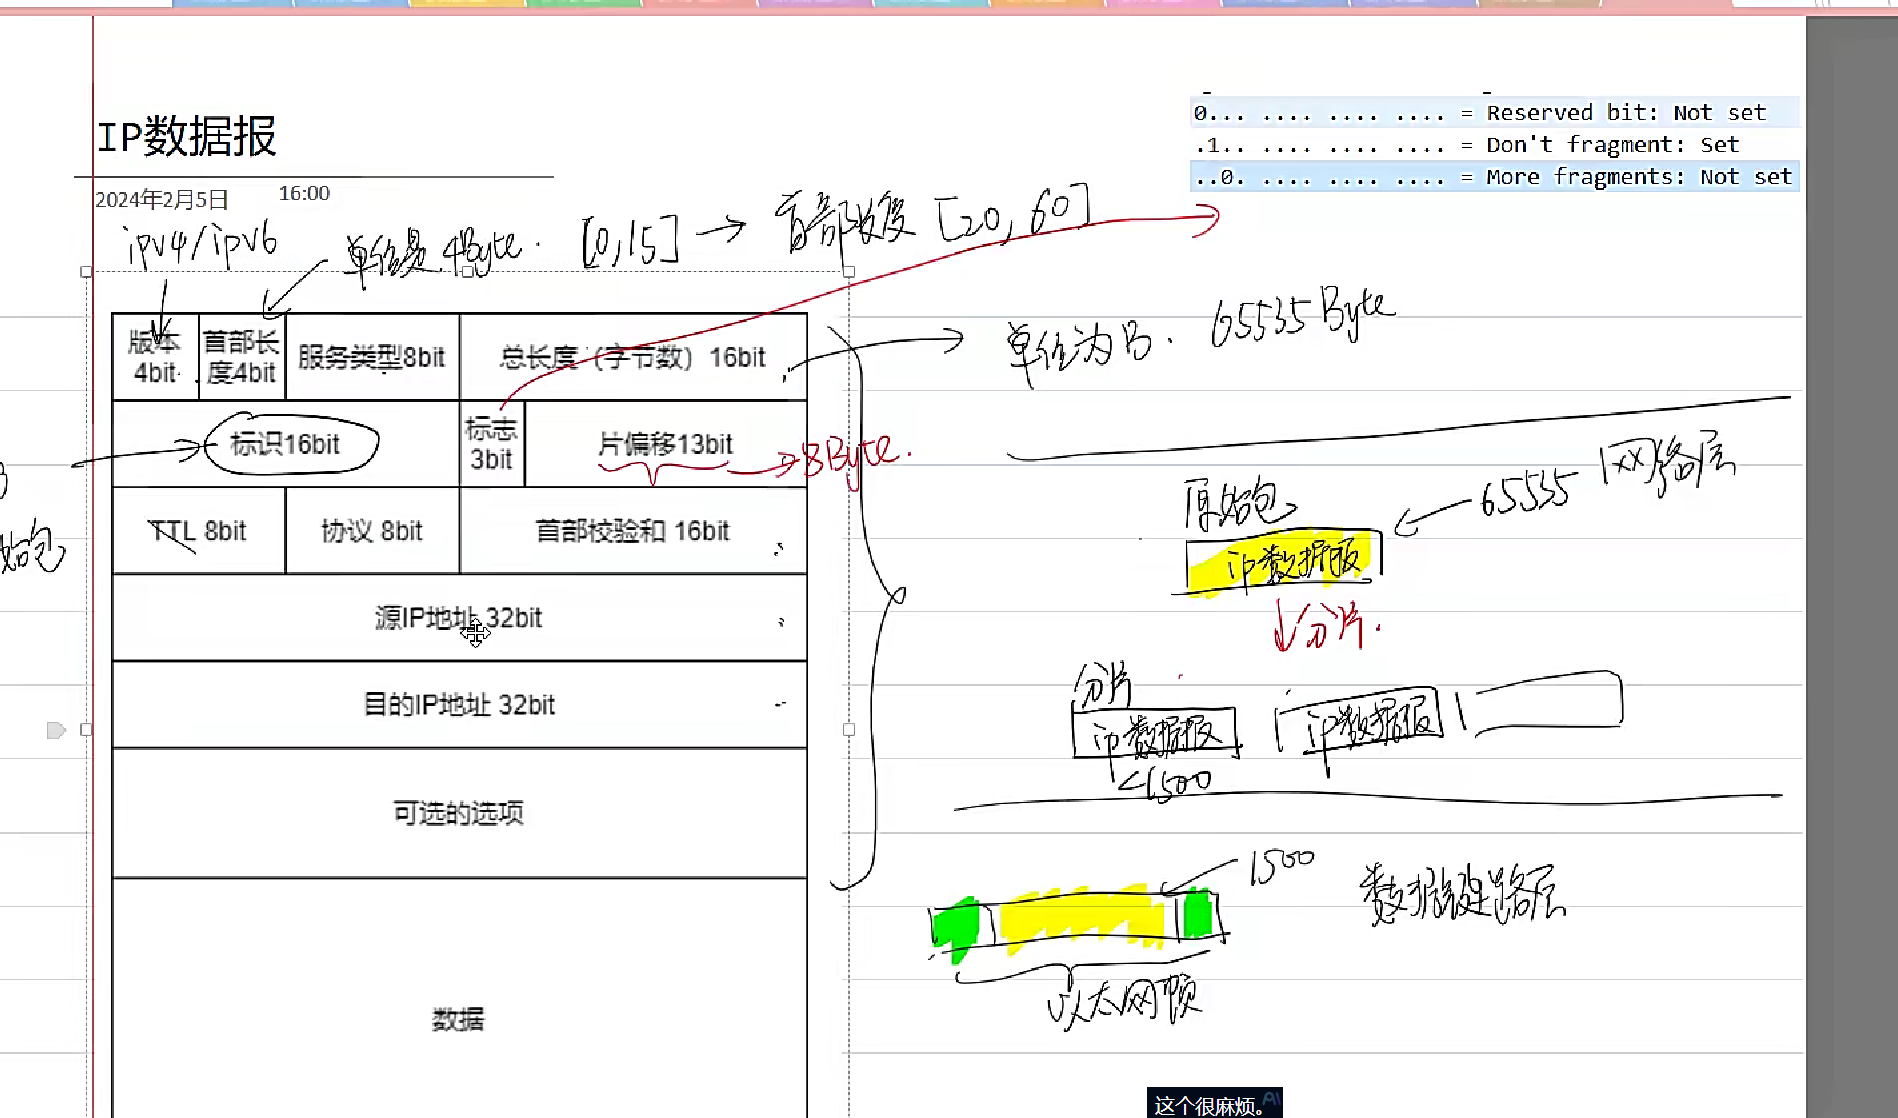 IP数据报
2024年2月5日 16:00
0... .... .... .... = Reserved bit: Not set
.1.. .... .... .... = Don't fragment: Set
..0. .... .... .... = More fragments: Not set
ipv4/ipv6
单位是4Byte. [0,15] → 首部长度 [20,60]
版本 4bit
首部长度4bit
服务类型8bit
总长度（字节数）16bit
单位为B. 65535Byte
标识16bit
标志 3bit
片偏移13bit
8Byte.
始包
TTL 8bit
协议 8bit
首部校验和 16bit
源IP地址 32bit
目的IP地址 32bit
可选的选项
数据
网络层
原始包
65535
ip数据报
分片.
分片
ip数据报
ip数据报
<1500
1500
数据链路层
以太网帧
这个很麻烦。